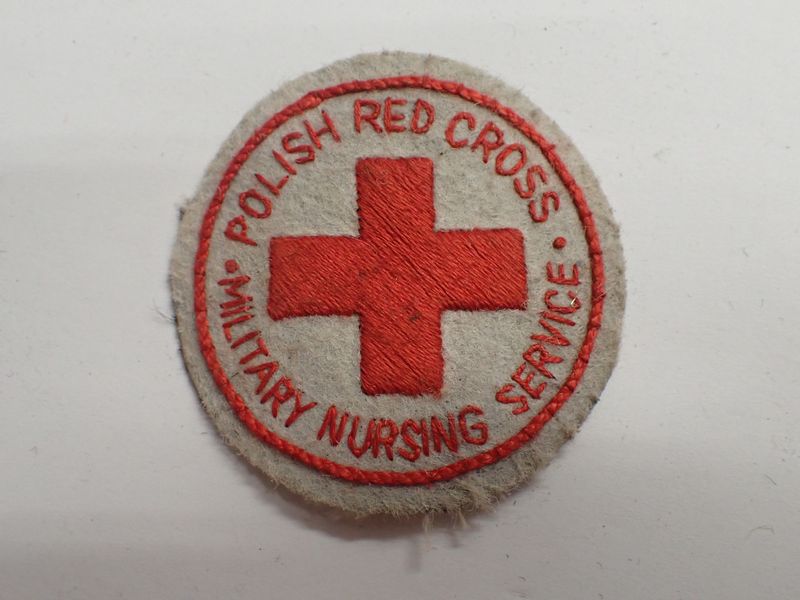 POLISH RED CROSS
MILITARY NURSING SERVICE